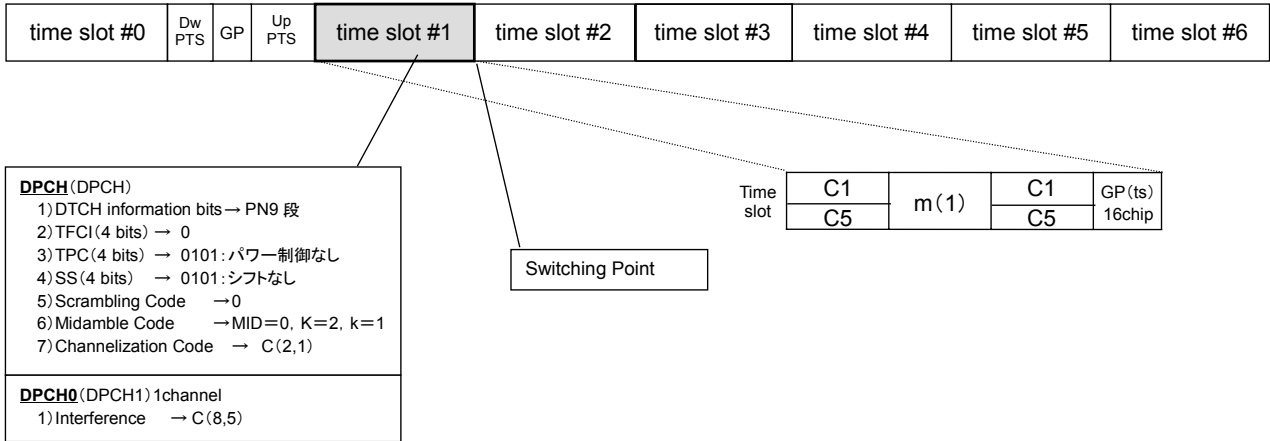 time slot #0
Dw
PTS
GP
Up
PTS
time slot #1
time slot #2
time slot #3
time slot #4
time slot #5
time slot #6
DPCH(DPCH)
1)DTCH information bits→ PN9 段
2)TFCI(4 bits) → 0
3)TPC(4 bits) → 0101:パワー制御なし
4)SS(4 bits) → 0101:シフトなし
5)Scrambling Code →0
6)Midamble Code →MID=0, K=2, k=1
7)Channelization Code → C(2,1)
DPCH0(DPCH1)1channel
1)Interference → C(8,5)
Switching Point
Time
slot
C1
C5
m(1)
C1
C5
GP(ts)
16chip